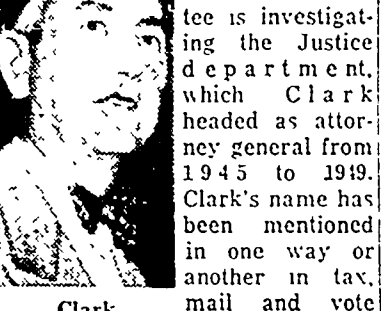 tee is investigat-
ing the Justice
department,
which Clark
headed as attor-
ney general from
1945 to 1949.
Clark's name has
been mentioned
in one way or
another in tax,
mail and vote
Clark